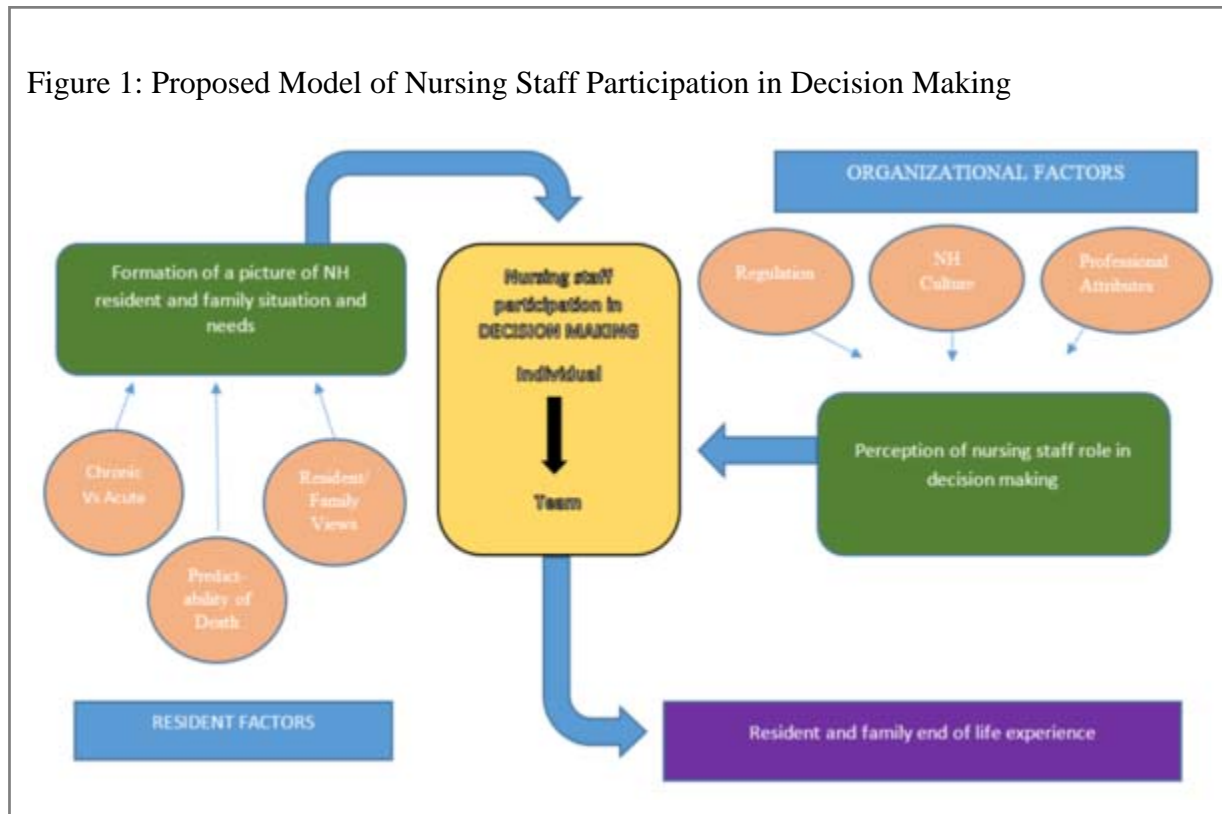 Figure 1: Proposed Model of Nursing Staff Participation in Decision Making
ORGANIZATIONAL FACTORS
Regulation
NH
Culture
Professional
Attributes
Formation of a picture of NH
resident and family situation and
needs
Nursing staff
participation in
DECISION MAKING
Individual
Team
Perception of nursing staff role in
decision making
Chronic
Vs Acute
Resident/
Family
Views
Predict-
ability of
Death
RESIDENT FACTORS
Resident and family end of life experience